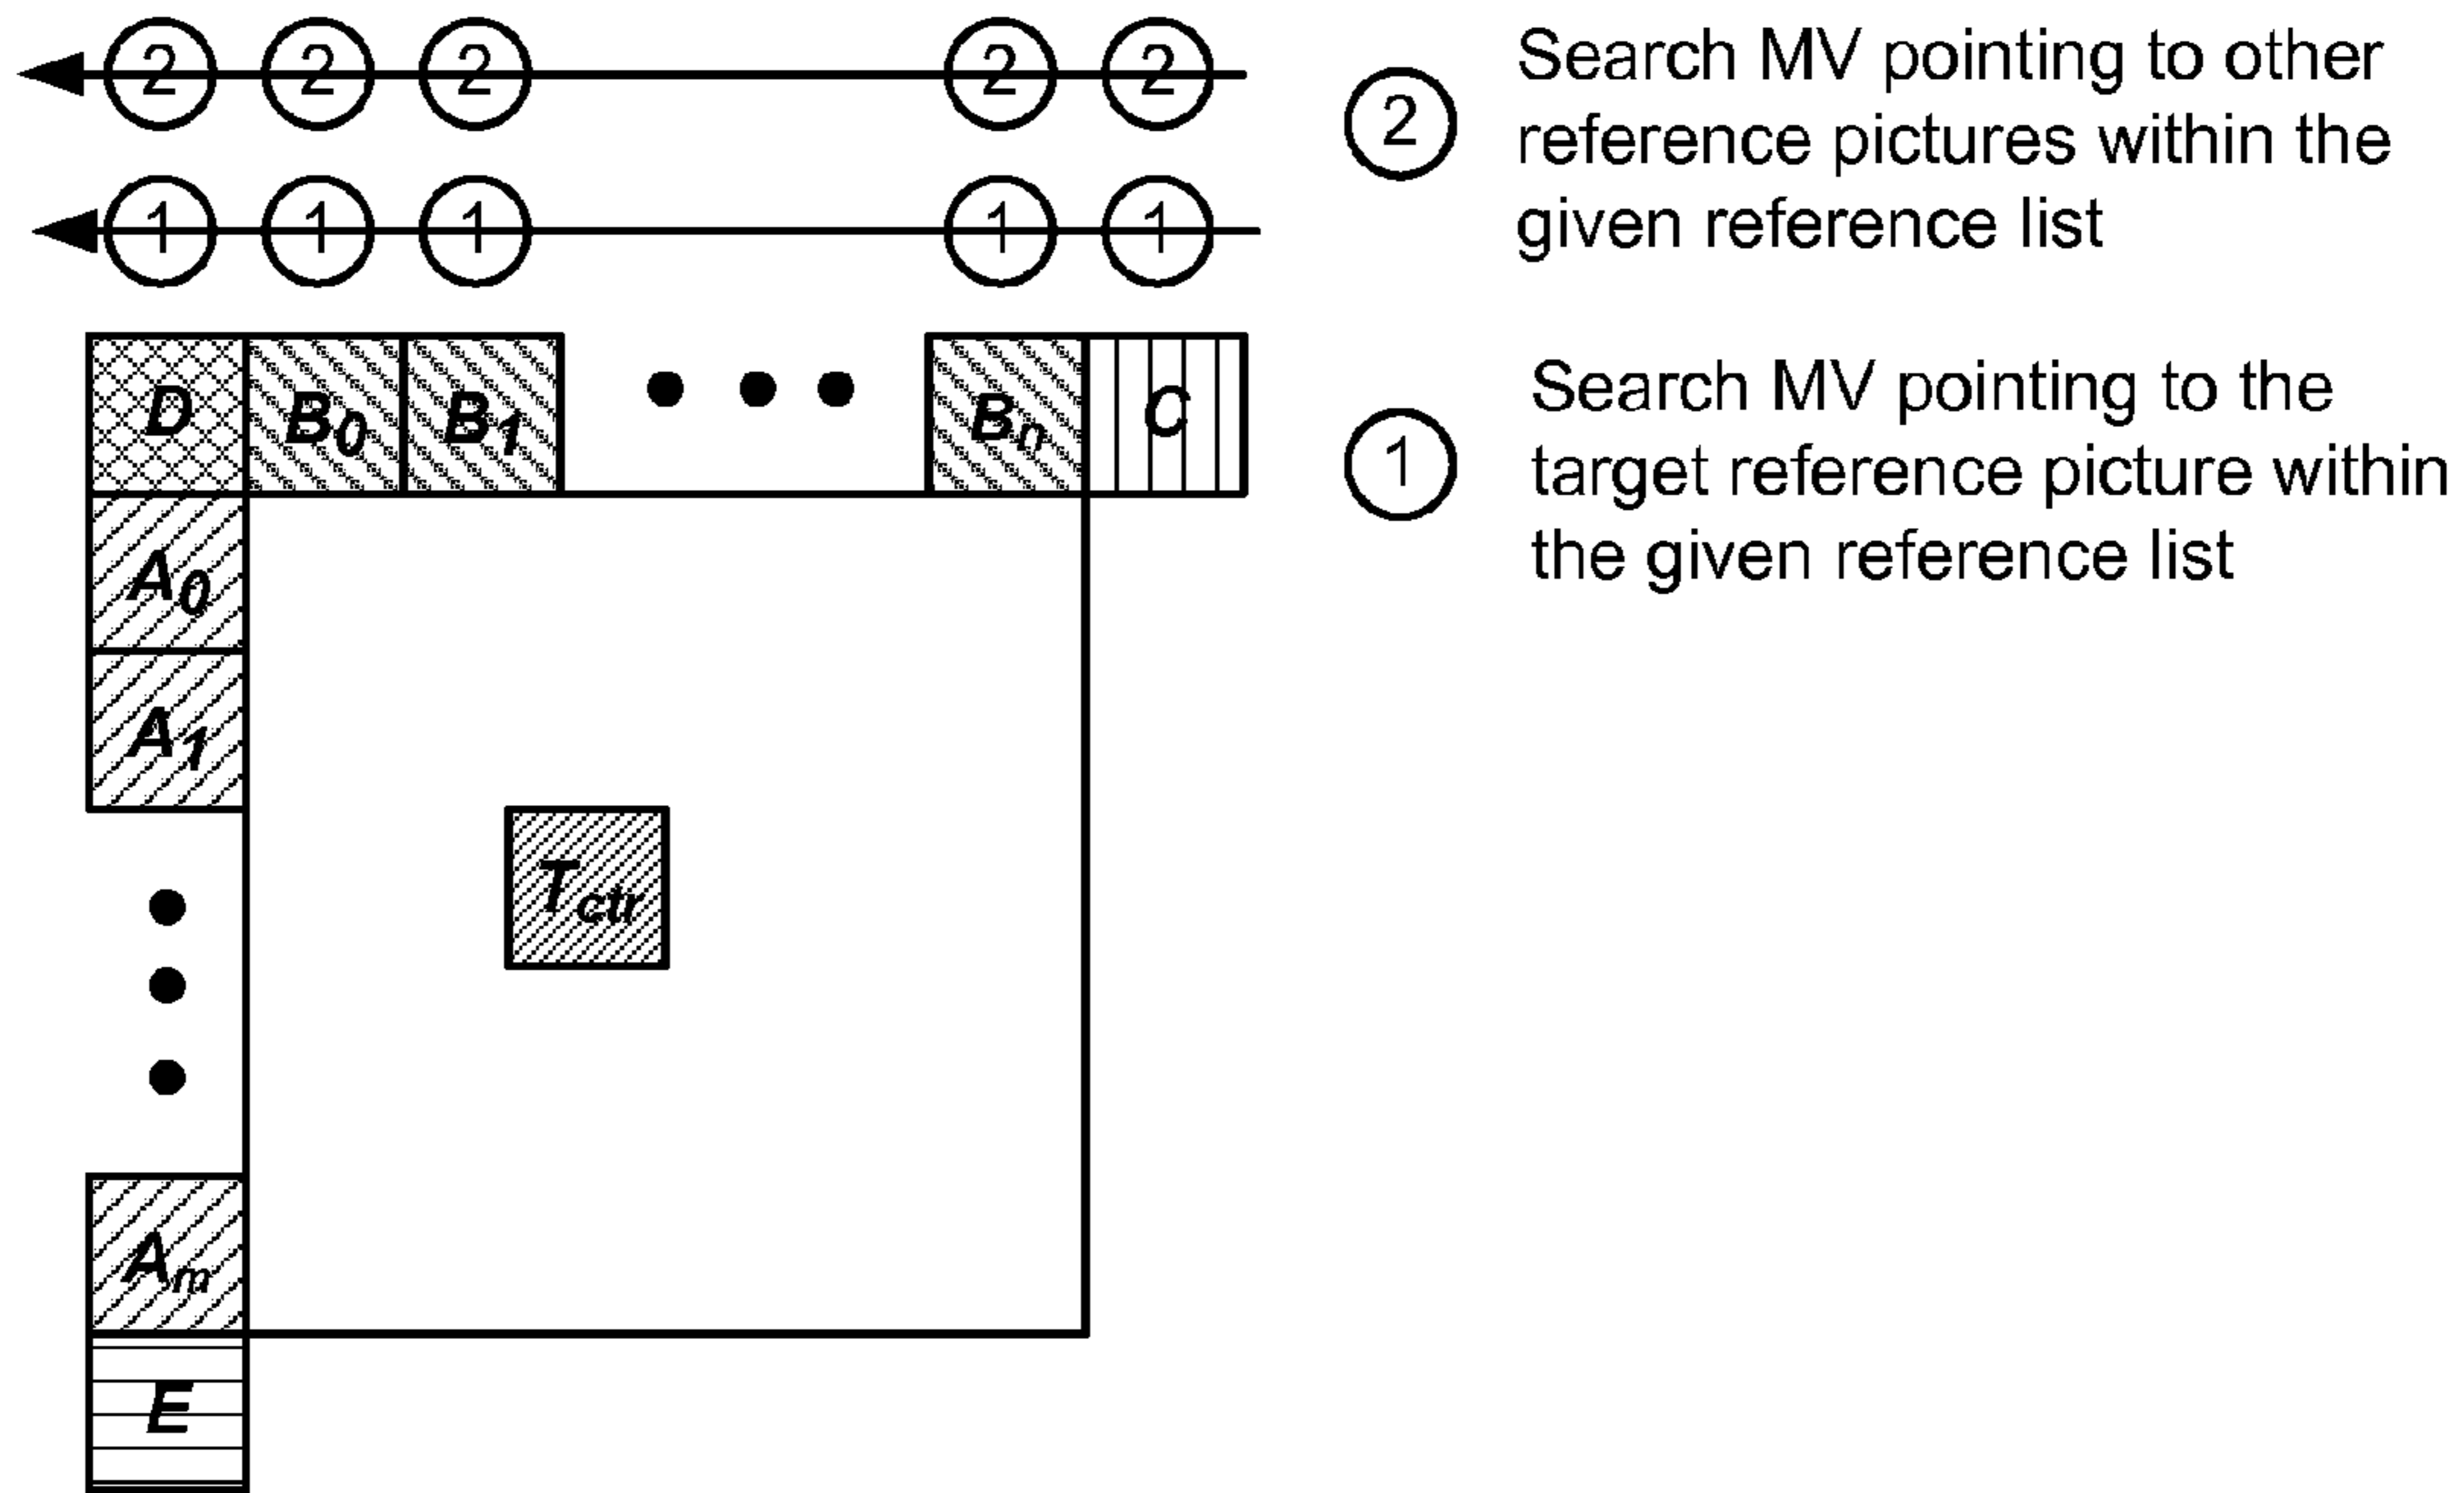 2 2 2 2 2
2 Search MV pointing to other
reference pictures within the
given reference list
1 1 1 1 1
D B0 B1 Bn C
1 Search MV pointing to the
target reference picture within
the given reference list
A0
A1
Tctr
Am
E